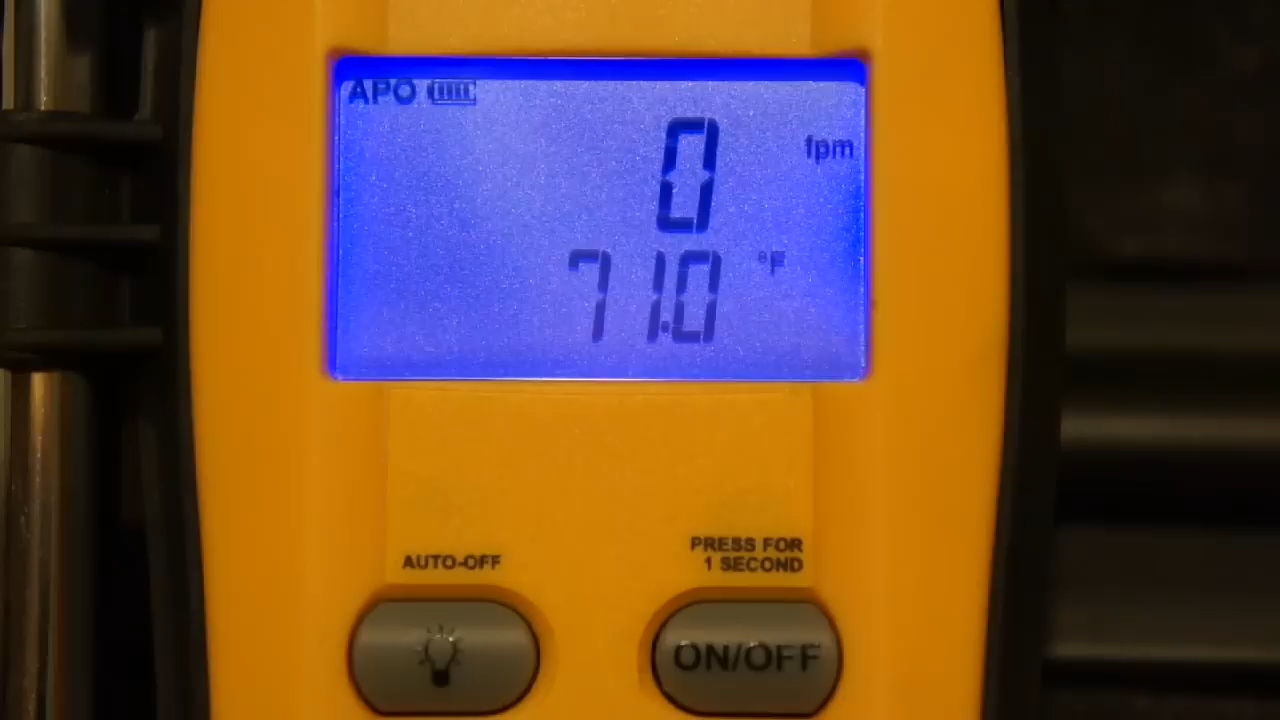 APO
0 fpm
71.0 °F
AUTO-OFF
PRESS FOR
1 SECOND
ON/OFF